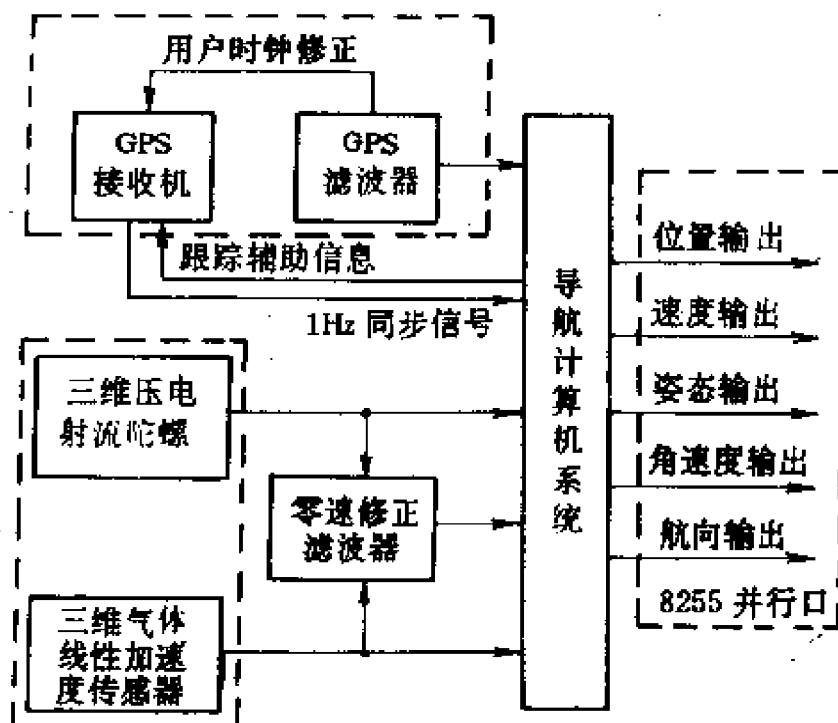 用户时钟修正
GPS
接收机
GPS
滤波器
跟踪辅助信息
1Hz 同步信号
三维压电
射流陀螺
零速修正
滤波器
三维气体
线性加速
度传感器
导航计算机系统
位置输出
速度输出
姿态输出
角速度输出
航向输出
8255 并行口